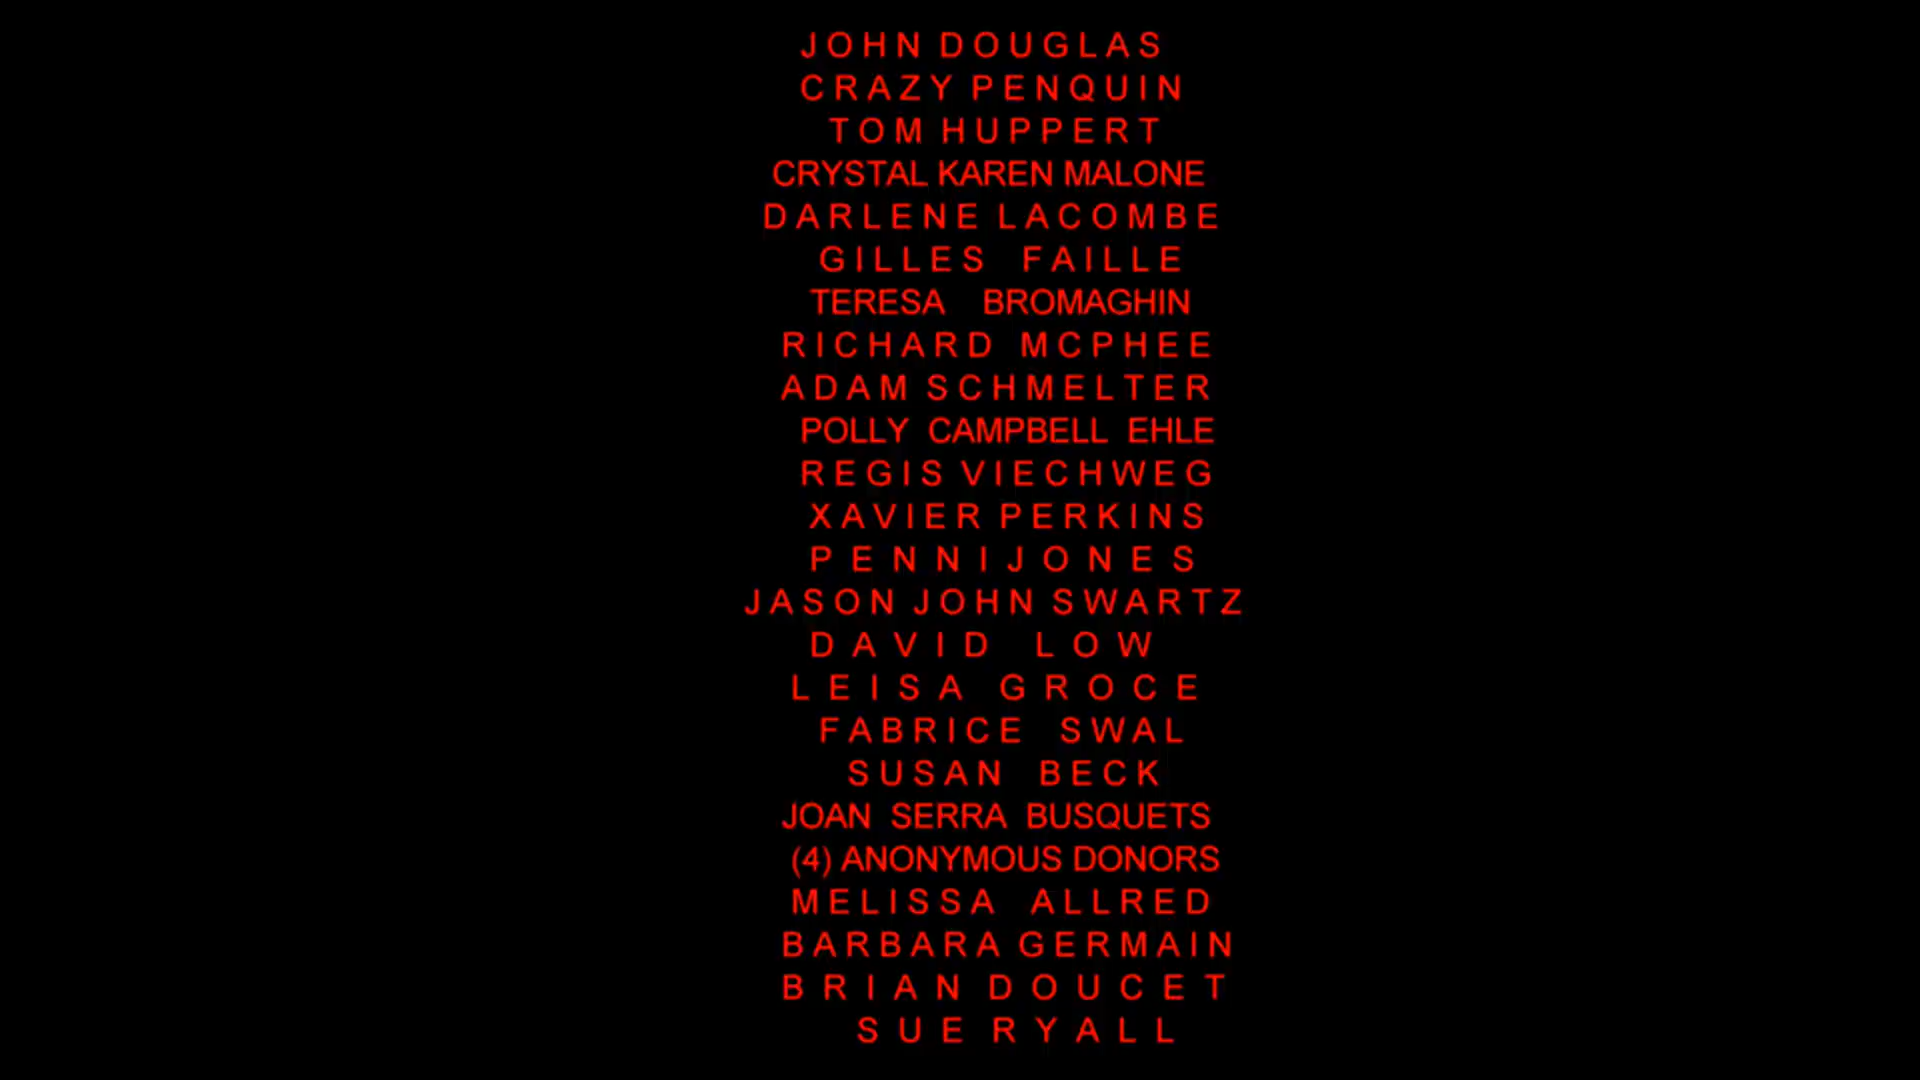 JOHN DOUGLAS
CRAZY PENQUIN
TOM HUPPERT
CRYSTAL KAREN MALONE
DARLENE LACOMBE
GILLES FAILLE
TERESA BROMAGHIN
RICHARD MCPHEE
ADAM SCHMELTER
POLLY CAMPBELL EHLE
REGIS VIECHWEG
XAVIER PERKINS
PENNI JONES
JASON JOHN SWARTZ
DAVID LOW
LEISA GROCE
FABRICE SWAL
SUSAN BECK
JOAN SERRA BUSQUETS
(4) ANONYMOUS DONORS
MELISSA ALLRED
BARBARA GERMAIN
BRIAN DOUCET
SUE RYALL